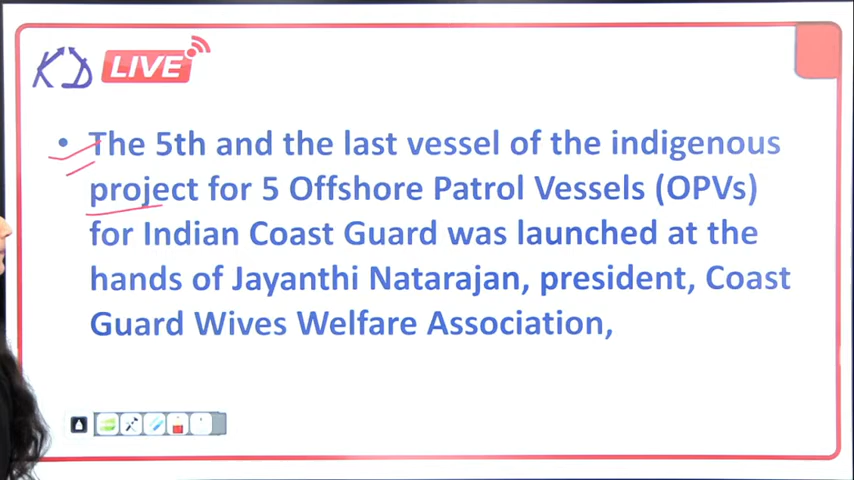 KD LIVE
• The 5th and the last vessel of the indigenous
project for 5 Offshore Patrol Vessels (OPVs)
for Indian Coast Guard was launched at the
hands of Jayanthi Natarajan, president, Coast
Guard Wives Welfare Association,